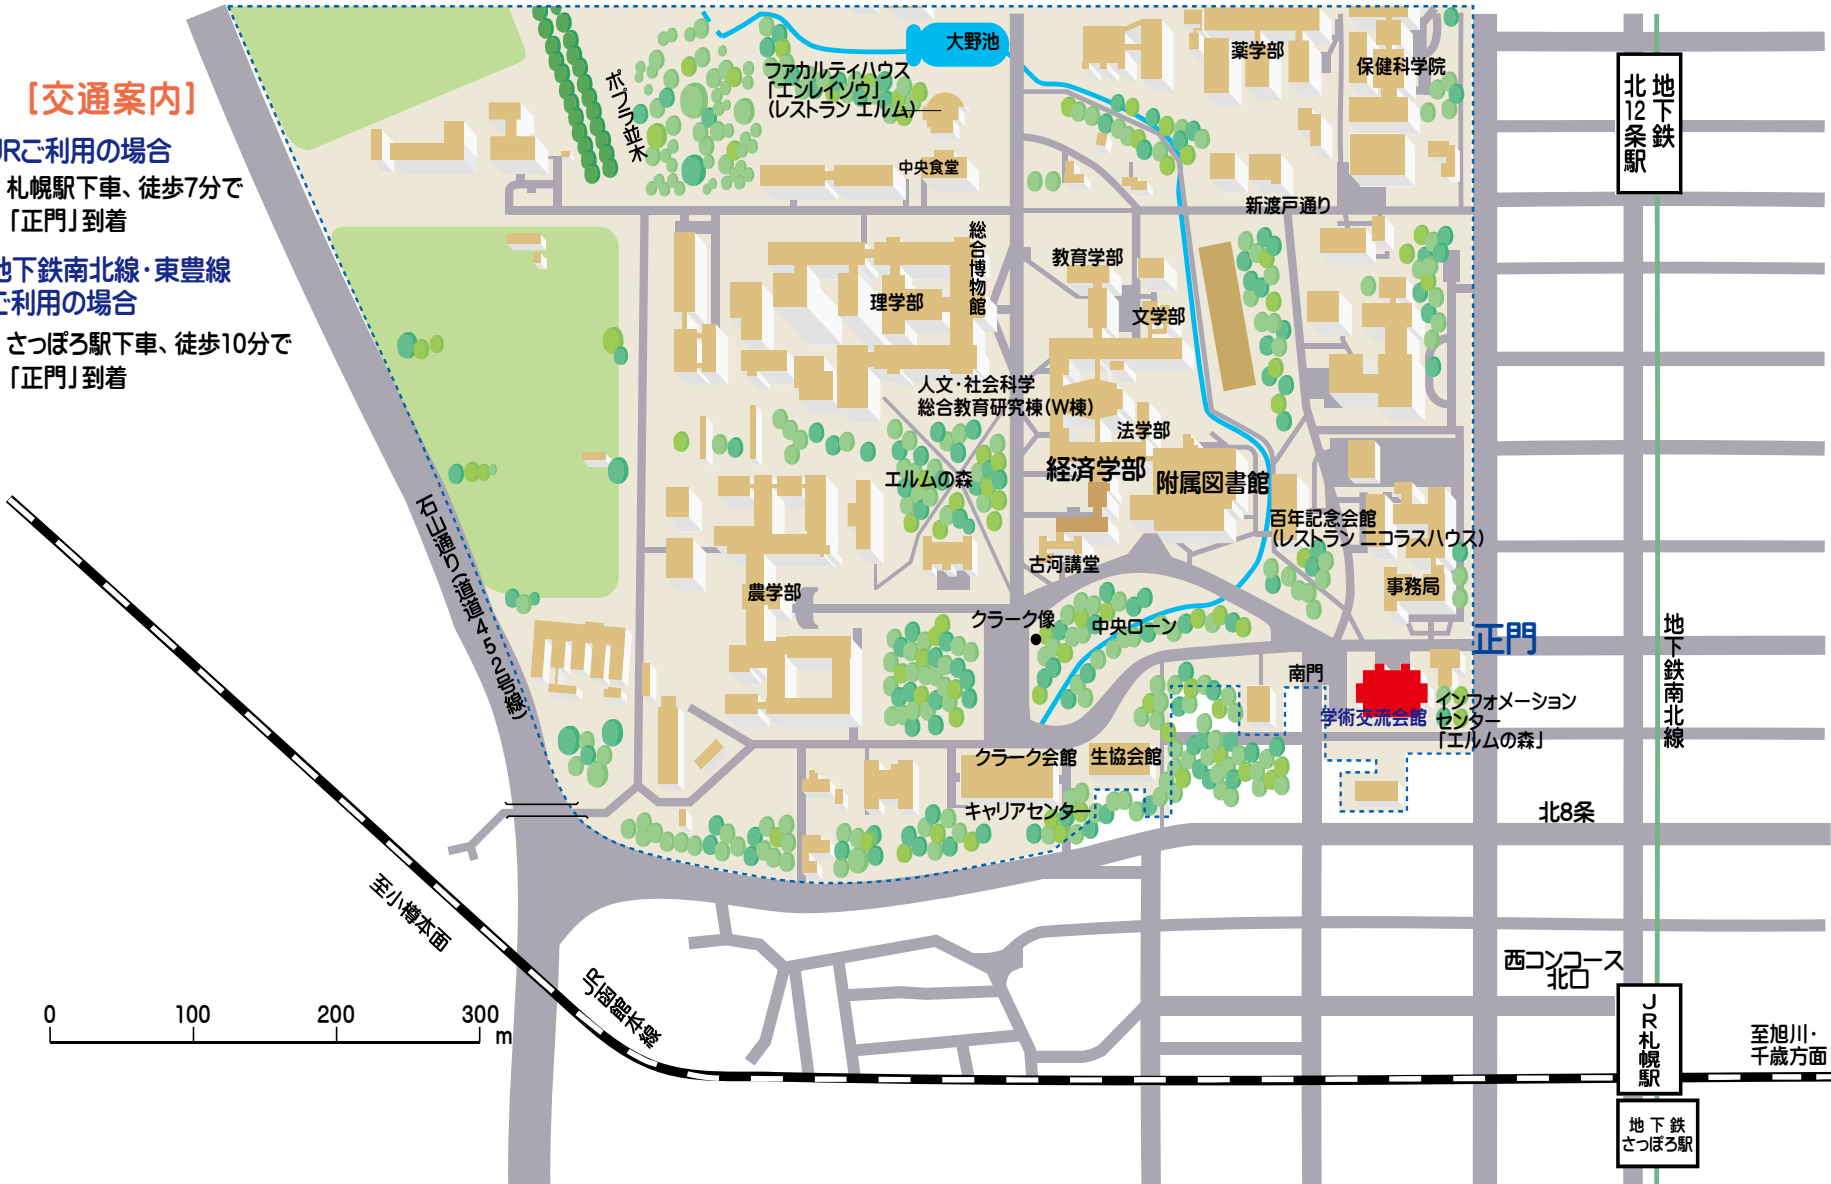 [交通案内]
JRご利用の場合
札幌駅下車、徒歩7分で
「正門」到着
地下鉄南北線・東豊線
ご利用の場合
さっぽろ駅下車、徒歩10分で
「正門」到着
大野池
ポプラ並木
ファカルティハウス
「エンレイソウ」
(レストラン エルム)
中央食堂
薬学部
保健科学院
地下鉄
北12条駅
新渡戸通り
総合博物館
教育学部
理学部
文学部
人文・社会科学
総合教育研究棟(W棟)
法学部
経済学部
附属図書館
エルムの森
百年記念会館
(レストラン ニコラスハウス)
古河講堂
事務局
農学部
クラーク像
中央ローン
正門
地下鉄南北線
南門
学術交流会館
インフォメーション
センター
「エルムの森」
石山通り(道道452号線)
クラーク会館
生協会館
キャリアセンター
北8条
至小樽本面
JR函館本線
西コンコース
北口
JR札幌駅
至旭川・
千歳方面
地下鉄
さっぽろ駅
0 100 200 300
m